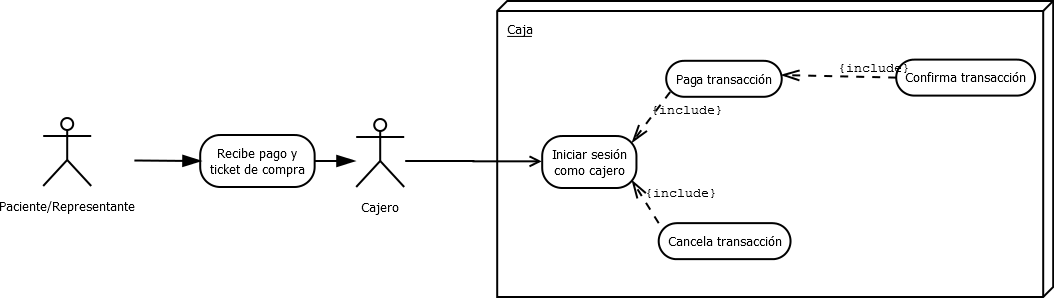 Caja
Paga transacción
{include}
Confirma transacción
{include}
Recibe pago y
ticket de compra
Iniciar sesión
como cajero
{include}
Paciente/Representante
Cajero
Cancela transacción